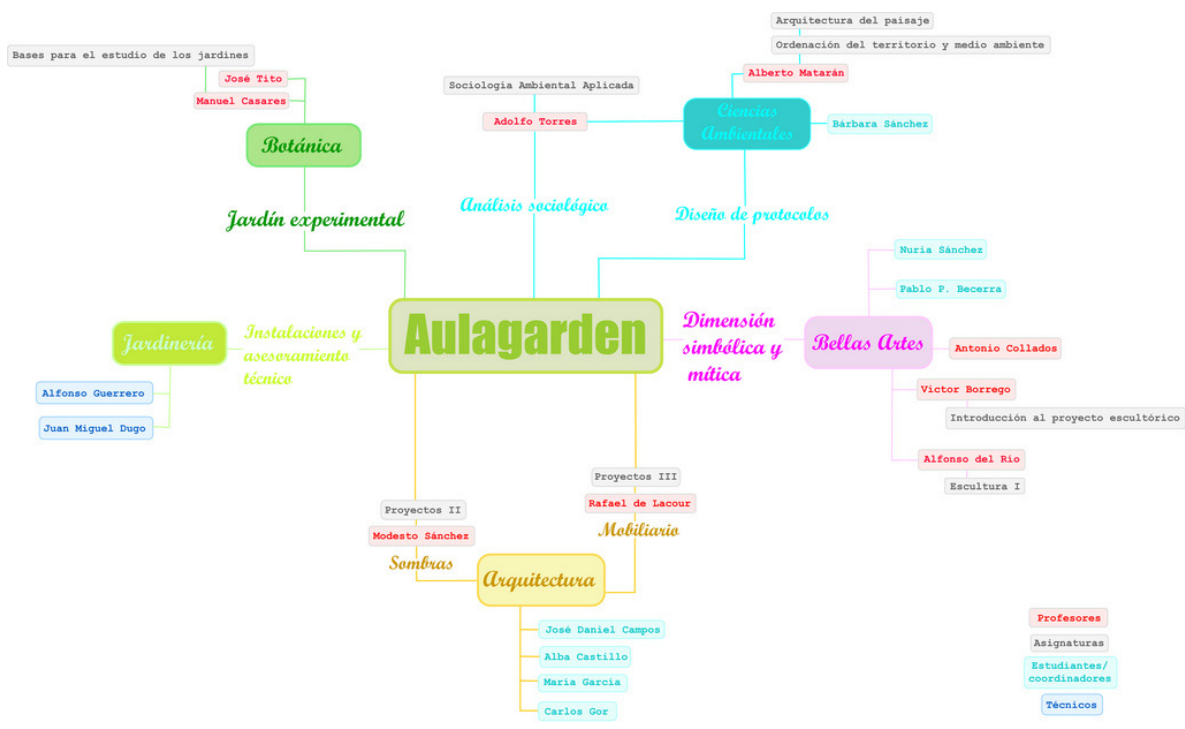 Arquitectura del paisaje
Ordenación del territorio y medio ambiente
Alberto Matarán
Bases para el estudio de los jardines
José Tito
Manuel Casares
Botánica
Jardín experimental
Sociología Ambiental Aplicada
Adolfo Torres
Análisis sociológico
Ciencias
Ambientales
Bárbara Sánchez
Diseño de protocolos
Aulagarden
Jardinería
Instalaciones y
asesoramiento
técnico
Alfonso Guerrero
Juan Miguel Dugo
Dimensión
simbólica y
mítica
Bellas Artes
Nuria Sánchez
Pablo P. Becerra
Antonio Collados
Víctor Borrego
Introducción al proyecto escultórico
Alfonso del Río
Escultura I
Proyectos II
Modesto Sánchez
Sombras
Proyectos III
Rafael de Lacour
Mobiliario
Arquitectura
José Daniel Campos
Alba Castillo
María García
Carlos Gor
Profesores
Asignaturas
Estudiantes/
coordinadores
Técnicos